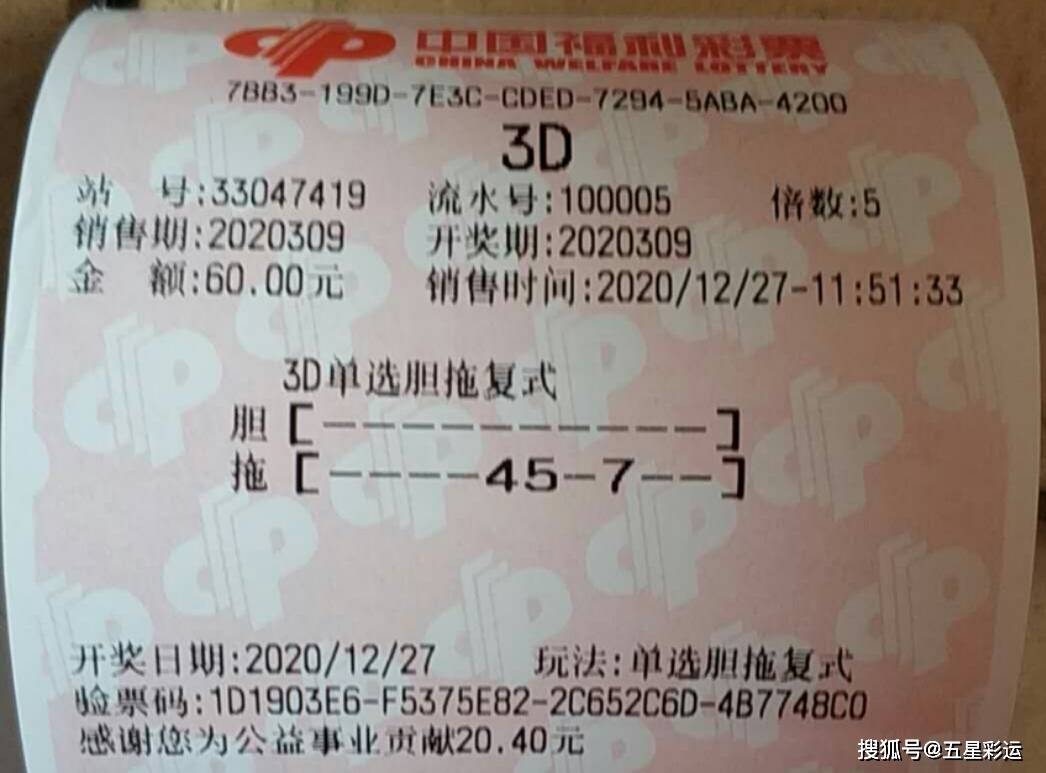 中国福利彩票
CHINA WELFARE LOTTERY
7BB3-199D-7E3C-CDED-7294-5ABA-4200
3D
站 号:33047419 流水号:100005 倍数:5
销售期:2020309 开奖期:2020309
金 额:60.00元 销售时间:2020/12/27-11:51:33
3D单选胆拖复式
胆[----------]
拖[----45-7--]
开奖日期:2020/12/27 玩法:单选胆拖复式
验票码:1D1903E6-F5375E82-2C652C6D-4B7748C0
感谢您为公益事业贡献20.40元
搜狐号@五星彩运